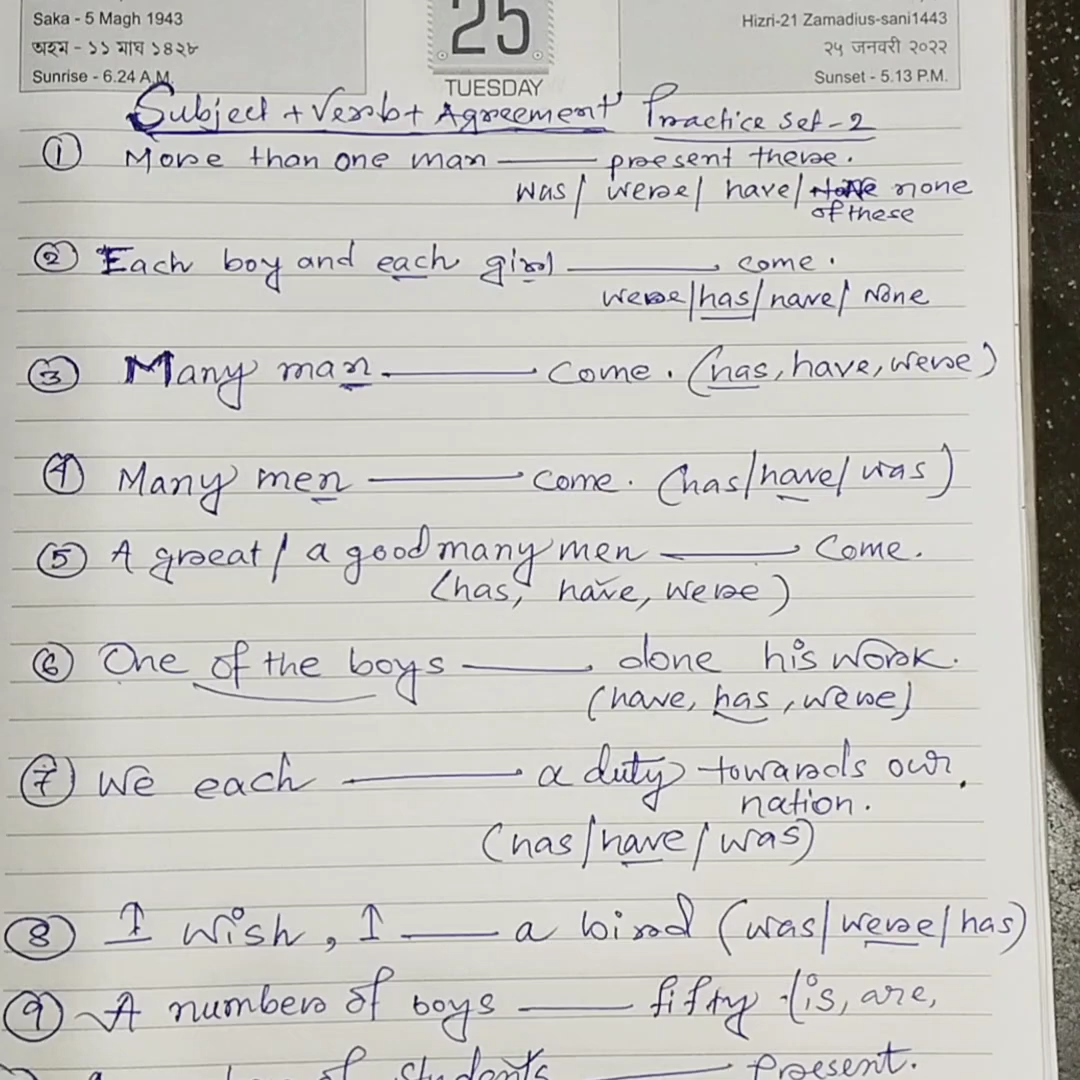 Saka - 5 Magh 1943
অহম - ১১ মাঘ ১৪২৮
Sunrise - 6.24 A.M.
25
TUESDAY
Hizri-21 Zamadius-sani1443
२५ जनवरी २०२२
Sunset - 5.13 P.M.
Subject + Verb + Agreement Practice set - 2
① More than one man ——— present there.
was / were / have / none
of these
② Each boy and each girl ——— come.
were/has/have/ None
③ Many man ——— come. (has, have, were)
④ Many men ——— come. (has/have/ was)
⑤ A great / a good many men ——— come.
(has, have, were)
⑥ One of the boys ——— done his work.
(have, has, were)
⑦ We each ——— a duty towards our
nation.
(has/have/ was)
⑧ I wish, I ——— a bird (was/were/has)
⑨ A number of boys ——— fifty. (is, are,
of students ——— present.